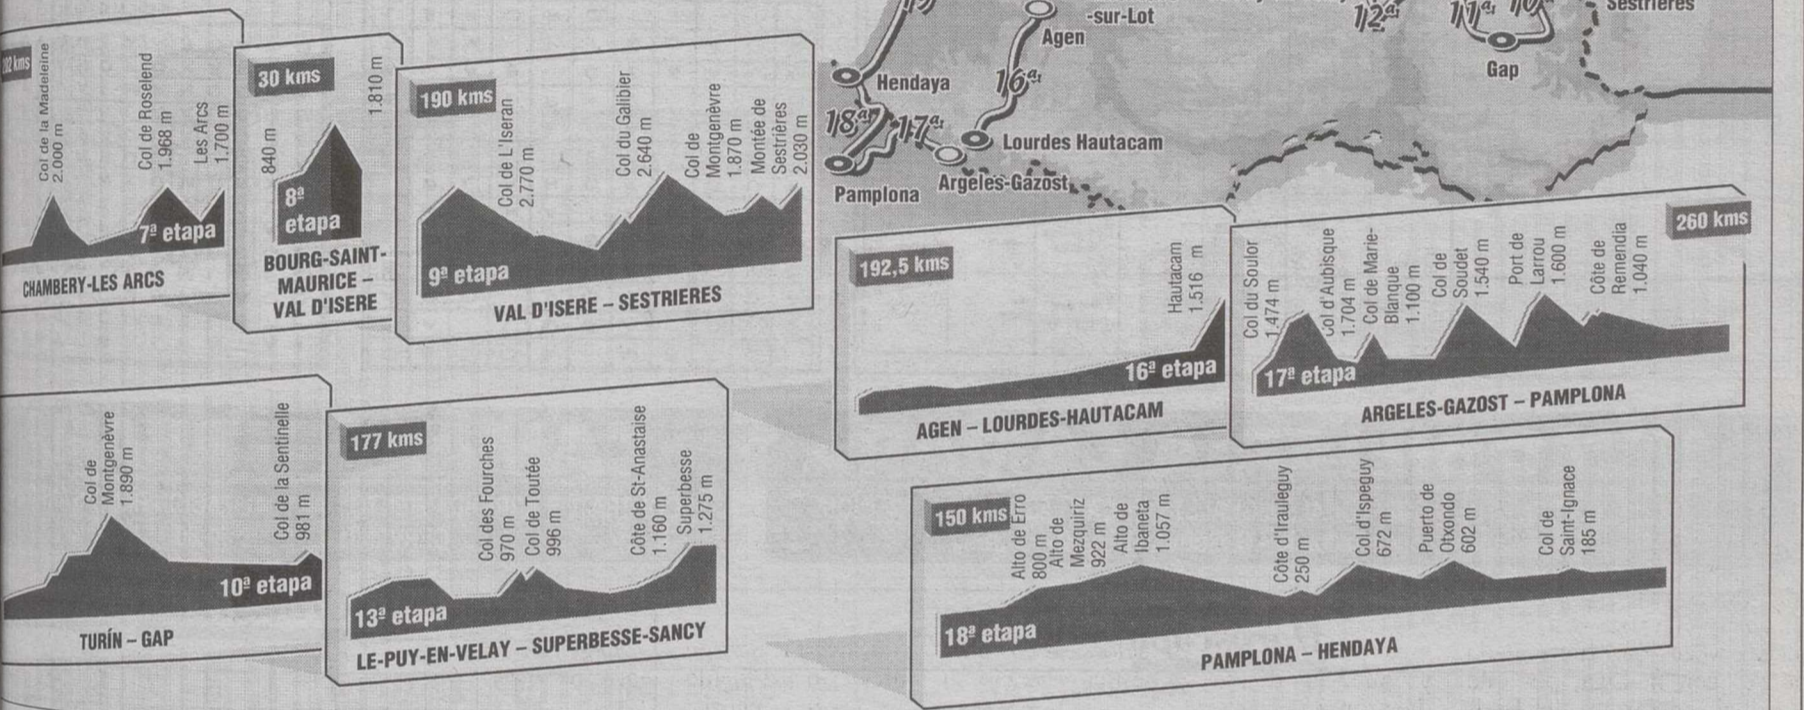 -sur-Lot
Agen
12ª
11ª
Sestrières
Gap
Hendaya
16ª
18ª
17ª
Lourdes Hautacam
Pamplona
Argeles-Gazost
Col de la Madeleine
2.000 m
Col de Roselend
1.968 m
Les Arcs
1.700 m
7ª etapa
CHAMBERY-LES ARCS
30 kms
840 m
1.810 m
8ª
etapa
BOURG-SAINT-
MAURICE –
VAL D'ISERE
190 kms
Col de L'Iseran
2.770 m
Col du Galibier
2.640 m
Col de
Montgenèvre
1.870 m
Montée de
Sestrières
2.030 m
9ª etapa
VAL D'ISERE – SESTRIERES
192,5 kms
Hautacam
1.516 m
16ª etapa
AGEN – LOURDES-HAUTACAM
260 kms
Col du Soulor
1.474 m
Col d'Aubisque
1.704 m
Col de Marie-
Blanque
1.100 m
Col de
Soudet
1.540 m
Port de
Larrou
1.600 m
Côte de
Remendia
1.040 m
17ª etapa
ARGELES-GAZOST – PAMPLONA
Col de
Montgenèvre
1.890 m
Col de la Sentinelle
981 m
10ª etapa
TURÍN – GAP
177 kms
Col des Fourches
970 m
Col de Toutée
996 m
Côte de St-Anastaise
1.160 m
Superbesse
1.275 m
13ª etapa
LE-PUY-EN-VELAY – SUPERBESSE-SANCY
150 kms
Alto de Erro
800 m
Alto de
Mezquiriz
922 m
Alto de
Ibaneta
1.057 m
Côte d'Irauleguy
250 m
Col d'Ispeguy
672 m
Puerto de
Otxondo
602 m
Col de
Saint-Ignace
185 m
18ª etapa
PAMPLONA – HENDAYA